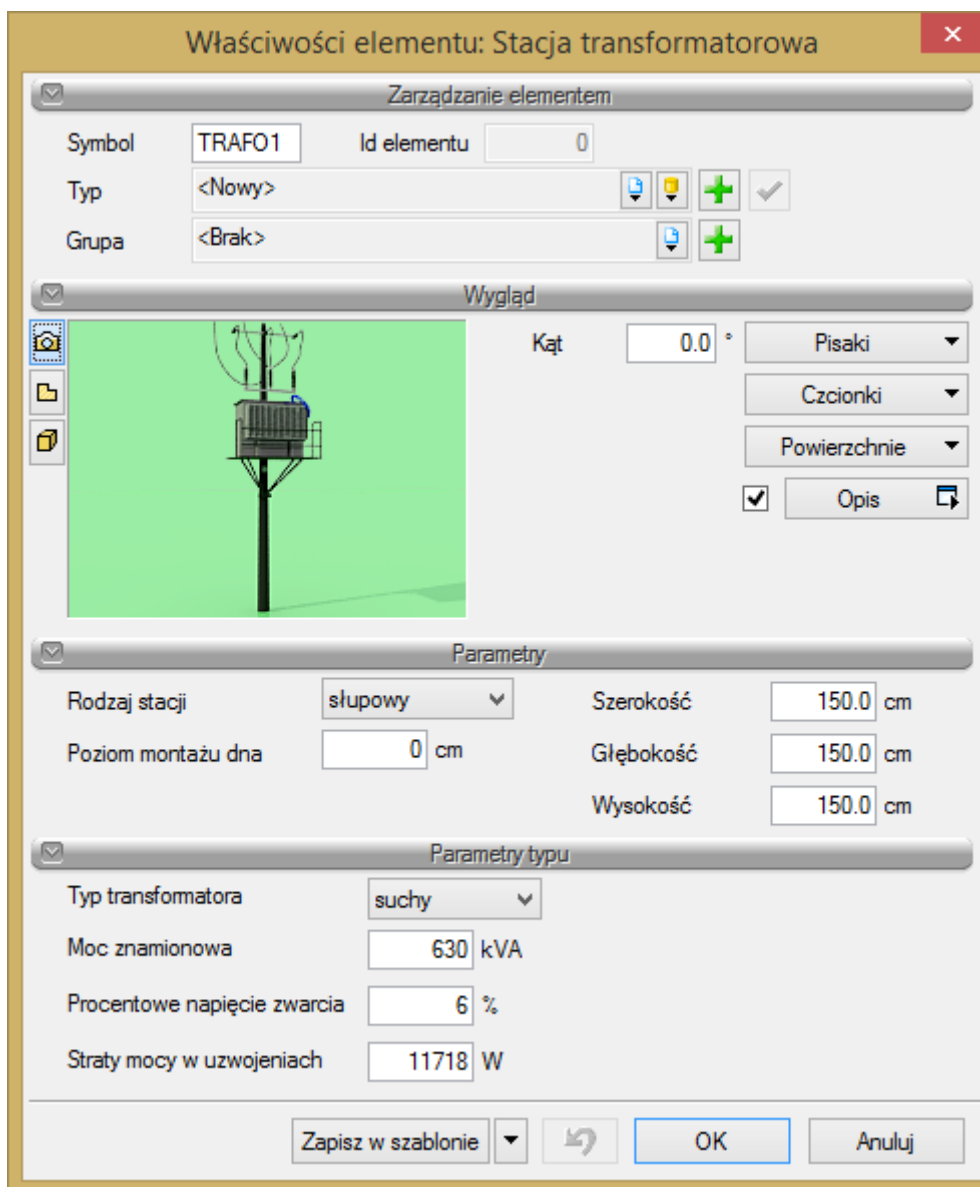 Właściwości elementu: Stacja transformatorowa
Zarządzanie elementem
Symbol TRAFO1 Id elementu 0
Typ <Nowy>
Grupa <Brak>
Wygląd
Kąt 0.0 ° Pisaki
Czcionki
Powierzchnie
Opis
Parametry
Rodzaj stacji słupowy Szerokość 150.0 cm
Poziom montażu dna 0 cm Głębokość 150.0 cm
Wysokość 150.0 cm
Parametry typu
Typ transformatora suchy
Moc znamionowa 630 kVA
Procentowe napięcie zwarcia 6 %
Straty mocy w uzwojeniach 11718 W
Zapisz w szablonie OK Anuluj